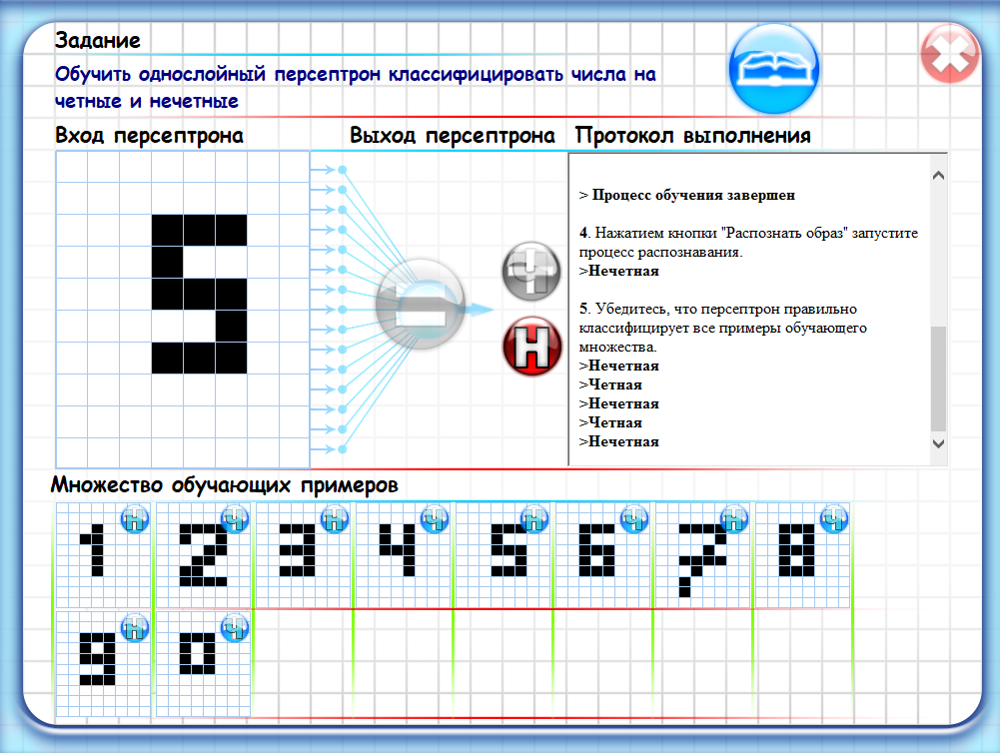 Задание
Обучить однослойный персептрон классифицировать числа на
четные и нечетные
Вход персептрона
Выход персептрона
Протокол выполнения
5
Ч
Н
> Процесс обучения завершен
4. Нажатием кнопки "Распознать образ" запустите
процесс распознавания.
>Нечетная
5. Убедитесь, что персептрон правильно
классифицирует все примеры обучающего
множества.
>Нечетная
>Четная
>Нечетная
>Четная
>Нечетная
Множество обучающих примеров
1 Н 2 Ч 3 Н 4 Ч 5 Н 6 Ч 7 Н 8 Ч
9 Н 0 Ч